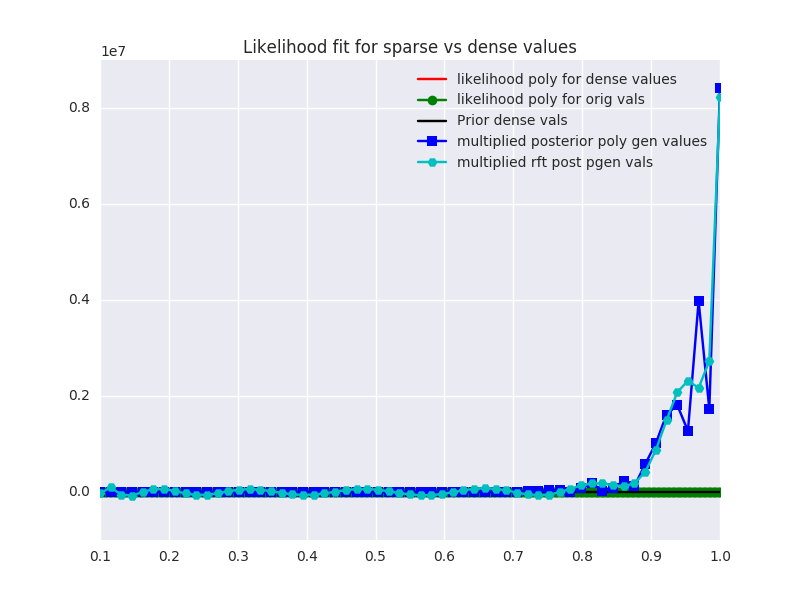 Likelihood fit for sparse vs dense values
1e7
likelihood poly for dense values
likelihood poly for orig vals
Prior dense vals
multiplied posterior poly gen values
multiplied rft post pgen vals
0.8
0.6
0.4
0.2
0.0
0.1 0.2 0.3 0.4 0.5 0.6 0.7 0.8 0.9 1.0